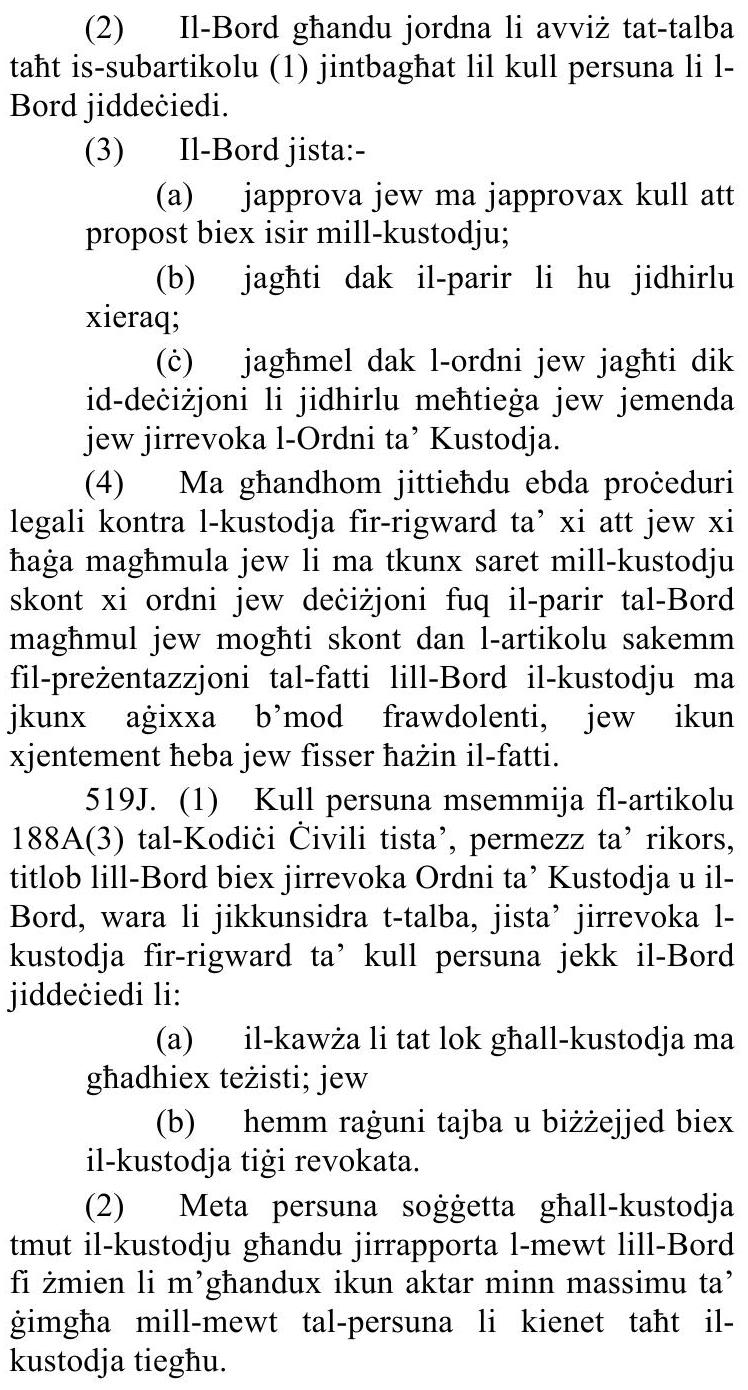 (2) Il-Bord għandu jordna li avviż tat-talba
taħt is-subartikolu (1) jintbagħat lil kull persuna li l-
Bord jiddeċiedi.
(3) Il-Bord jista:-
(a) japprova jew ma japprovax kull att
propost biex isir mill-kustodju;
(b) jagħti dak il-parir li hu jidhirlu
xieraq;
(ċ) jagħmel dak l-ordni jew jagħti dik
id-deċiżjoni li jidhirlu meħtieġa jew jemenda
jew jirrevoka l-Ordni ta’ Kustodja.
(4) Ma għandhom jittieħdu ebda proċeduri
legali kontra l-kustodja fir-rigward ta’ xi att jew xi
ħaġa magħmula jew li ma tkunx saret mill-kustodju
skont xi ordni jew deċiżjoni fuq il-parir tal-Bord
magħmul jew mogħti skont dan l-artikolu sakemm
fil-preżentazzjoni tal-fatti lill-Bord il-kustodju ma
jkunx aġixxa b’mod frawdolenti, jew ikun
xjentement ħeba jew fisser ħażin il-fatti.
519J. (1) Kull persuna msemmija fl-artikolu
188A(3) tal-Kodiċi Ċivili tista’, permezz ta’ rikors,
titlob lill-Bord biex jirrevoka Ordni ta’ Kustodja u il-
Bord, wara li jikkunsidra t-talba, jista’ jirrevoka l-
kustodja fir-rigward ta’ kull persuna jekk il-Bord
jiddeċiedi li:
(a) il-kawża li tat lok għall-kustodja ma
għadhiex teżisti; jew
(b) hemm raġuni tajba u biżżejjed biex
il-kustodja tiġi revokata.
(2) Meta persuna soġġetta għall-kustodja
tmut il-kustodju għandu jirrapporta l-mewt lill-Bord
fi żmien li m’għandux ikun aktar minn massimu ta’
ġimgħa mill-mewt tal-persuna li kienet taħt il-
kustodja tiegħu.